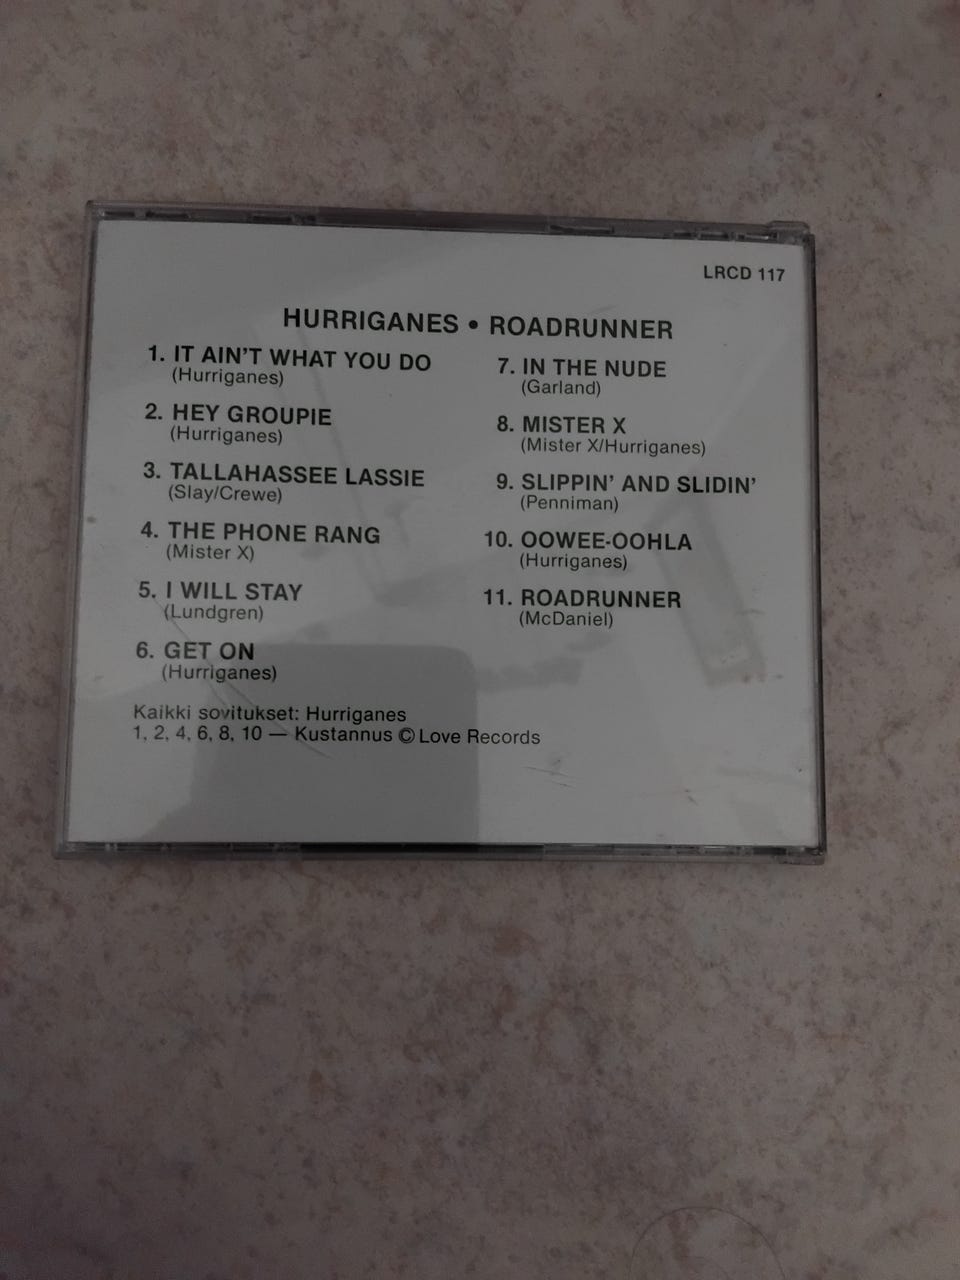 LRCD 117
HURRIGANES • ROADRUNNER
1. IT AIN'T WHAT YOU DO
(Hurriganes)
2. HEY GROUPIE
(Hurriganes)
3. TALLAHASSEE LASSIE
(Slay/Crewe)
4. THE PHONE RANG
(Mister X)
5. I WILL STAY
(Lundgren)
6. GET ON
(Hurriganes)
7. IN THE NUDE
(Garland)
8. MISTER X
(Mister X/Hurriganes)
9. SLIPPIN' AND SLIDIN'
(Penniman)
10. OOWEE-OOHLA
(Hurriganes)
11. ROADRUNNER
(McDaniel)
Kaikki sovitukset: Hurriganes
1, 2, 4, 6, 8, 10 — Kustannus © Love Records